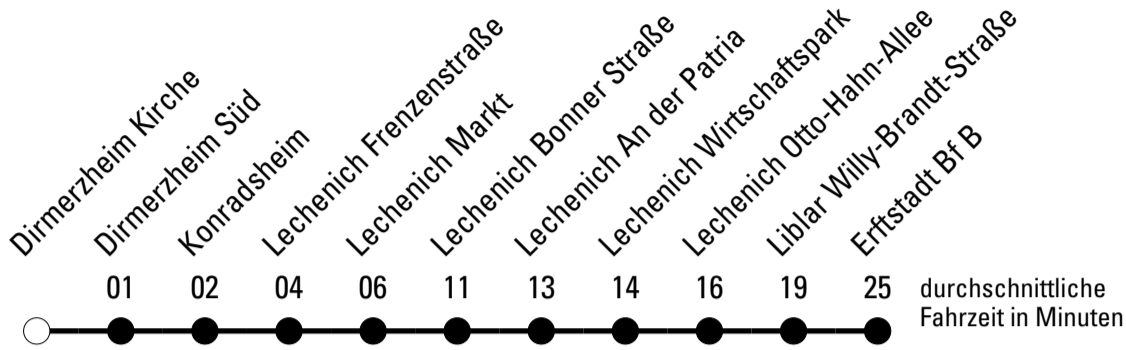 Dirmerzheim Kirche
Dirmerzheim Süd
Konradsheim
Lechenich Frenzenstraße
Lechenich Markt
Lechenich Bonner Straße
Lechenich An der Patria
Lechenich Wirtschaftspark
Lechenich Otto-Hahn-Allee
Liblar Willy-Brandt-Straße
Erftstadt Bf B
01 02 04 06 11 13 14 16 19 25
durchschnittliche
Fahrzeit in Minuten